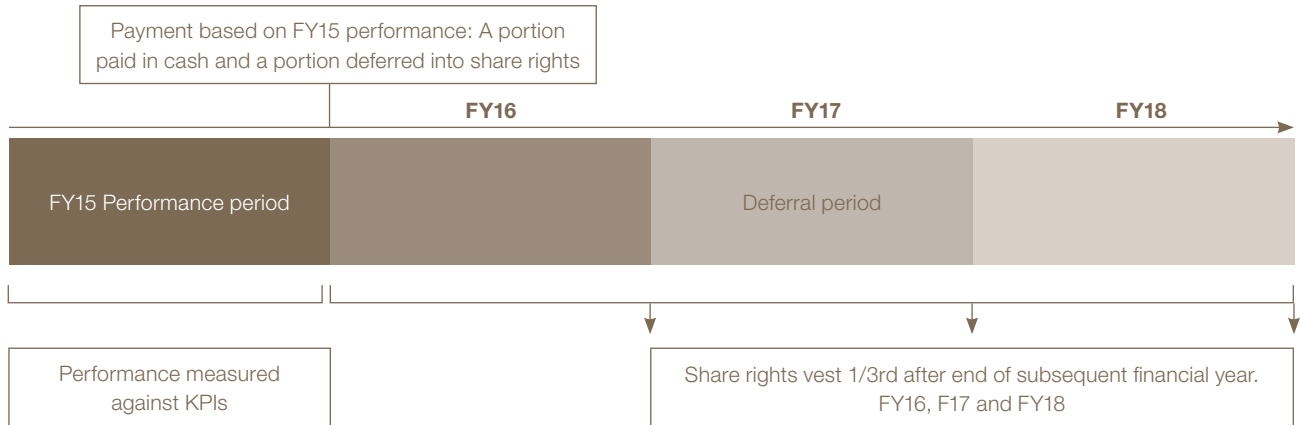 Payment based on FY15 performance: A portion
paid in cash and a portion deferred into share rights
FY16
FY17
FY18
FY15 Performance period
Deferral period
Performance measured
against KPIs
Share rights vest 1/3rd after end of subsequent financial year.
FY16, F17 and FY18